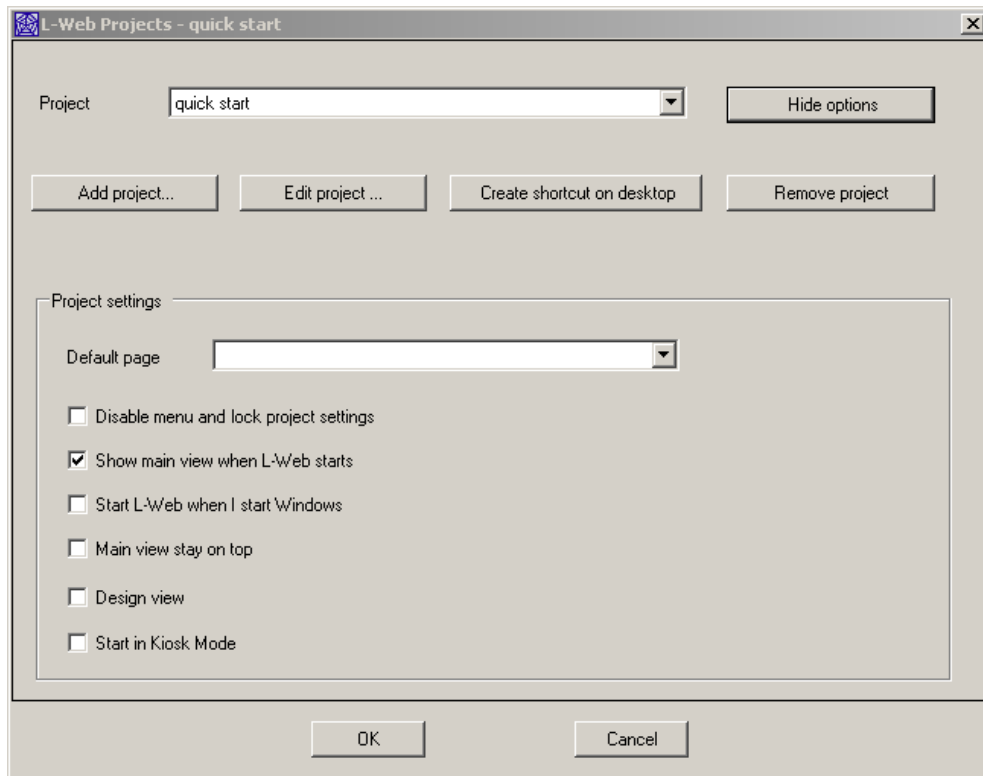 L-Web Projects - quick start
Project quick start Hide options
Add project... Edit project ... Create shortcut on desktop Remove project
Project settings
Default page
Disable menu and lock project settings
Show main view when L-Web starts
Start L-Web when I start Windows
Main view stay on top
Design view
Start in Kiosk Mode
OK Cancel